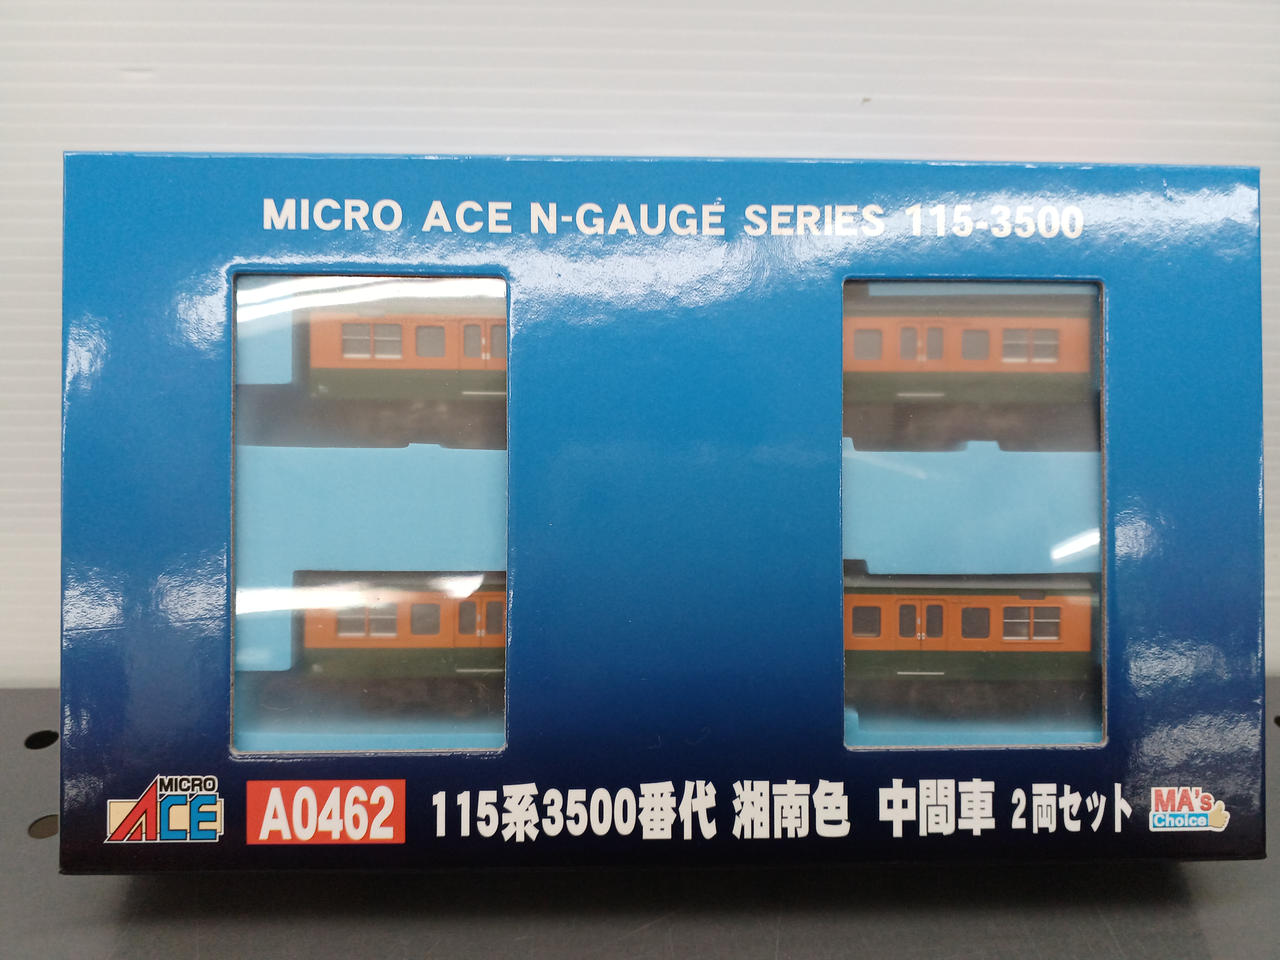 MICRO ACE N-GAUGE SERIES 115-3500
MICRO
ACE
A0462
115系3500番代 湘南色 中間車 2両セット
MA's
Choice